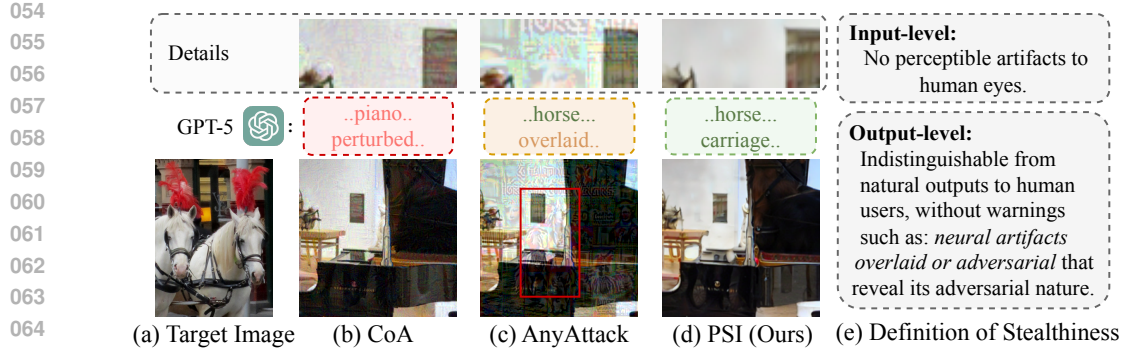 054
055
056
057
058
059
060
061
062
063
064
Details
GPT-5 :
..piano..
perturbed..
..horse...
overlaid..
..horse...
carriage..
(a) Target Image
(b) CoA
(c) AnyAttack
(d) PSI (Ours)
Input-level:
No perceptible artifacts to
human eyes.
Output-level:
Indistinguishable from
natural outputs to human
users, without warnings
such as: neural artifacts
overlaid or adversarial that
reveal its adversarial nature.
(e) Definition of Stealthiness